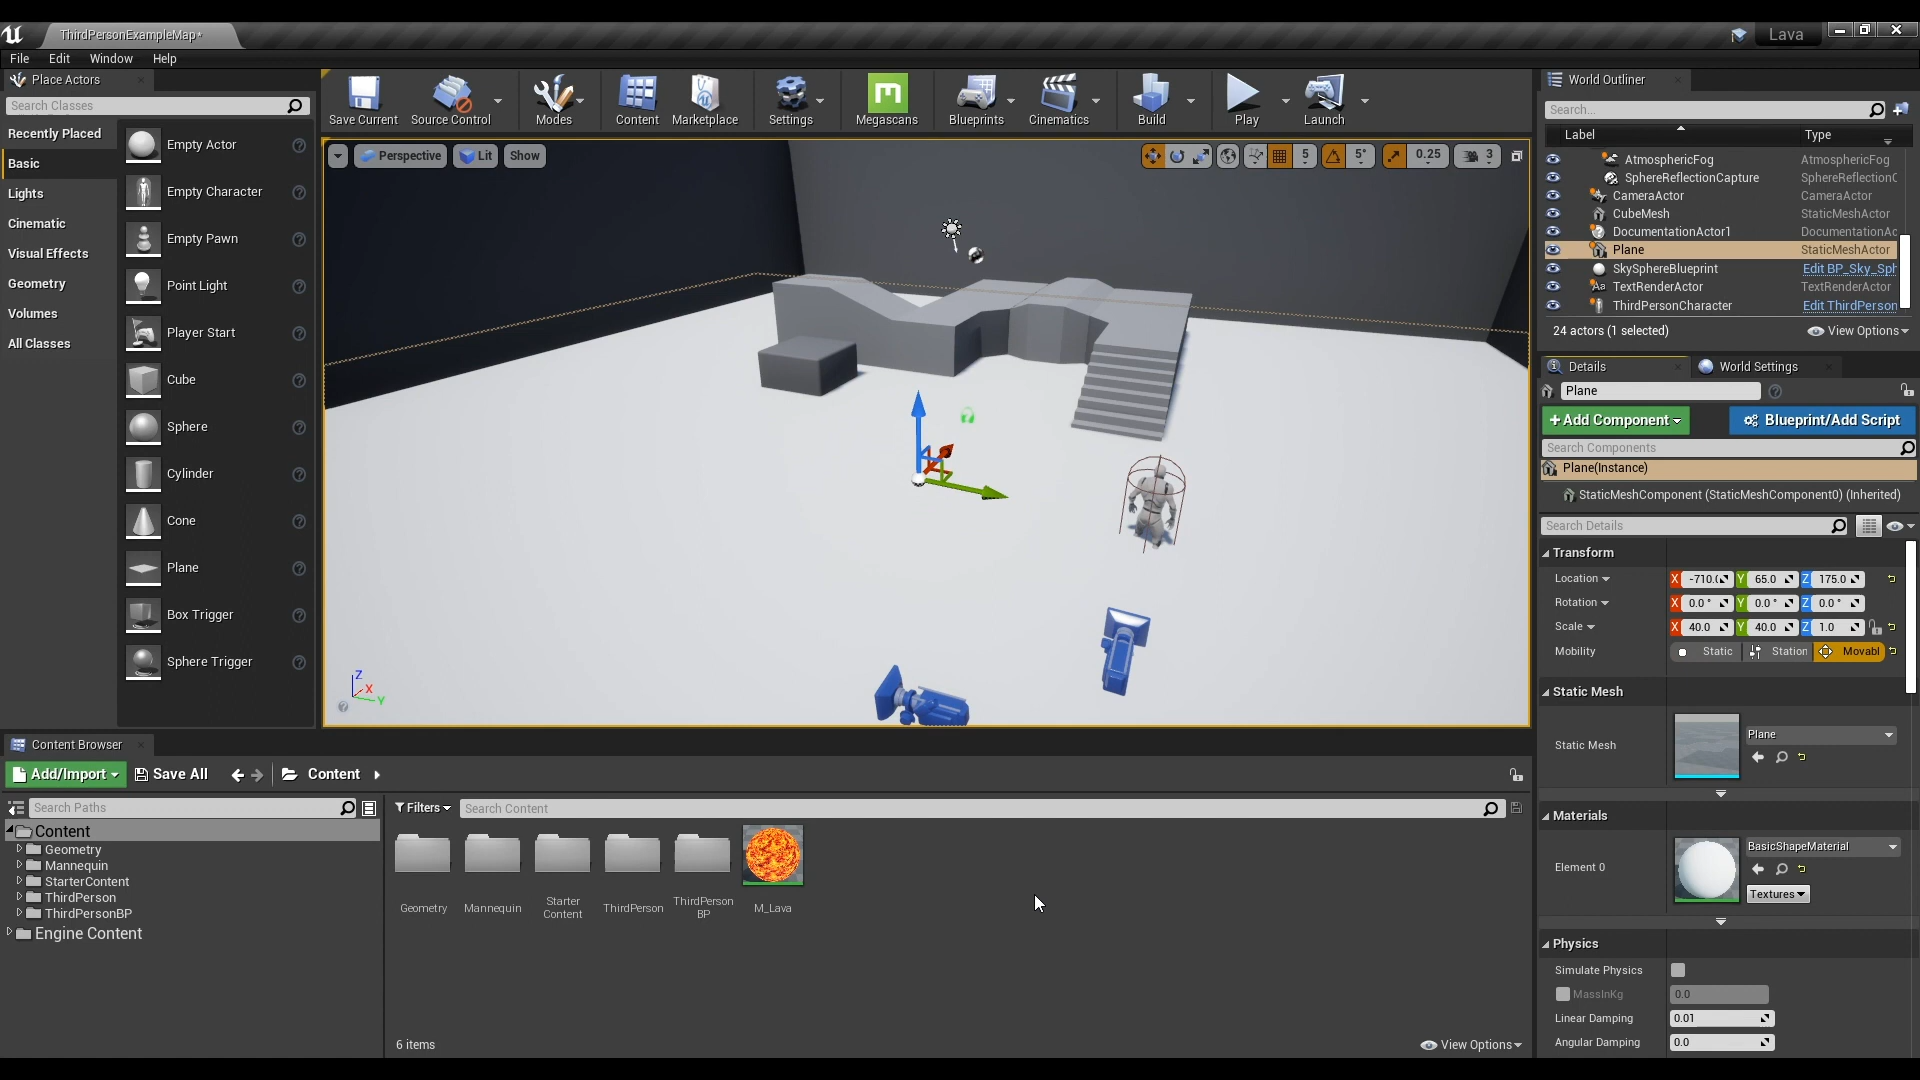 ThirdPersonExampleMap*
Lava
File Edit Window Help
Place Actors
Search Classes
Recently Placed
Basic
Lights
Cinematic
Visual Effects
Geometry
Volumes
All Classes
Empty Actor
Empty Character
Empty Pawn
Point Light
Player Start
Cube
Sphere
Cylinder
Cone
Plane
Box Trigger
Sphere Trigger
Save Current
Source Control
Modes
Content
Marketplace
Settings
Megascans
Blueprints
Cinematics
Build
Play
Launch
Perspective
Lit
Show
5
5°
0.25
3
Z
X
Y
World Outliner
Search...
Label Type
AtmosphericFog AtmosphericFog
SphereReflectionCapture SphereReflectionC
CameraActor CameraActor
CubeMesh StaticMeshActor
DocumentationActor1 DocumentationAc
Plane StaticMeshActor
SkySphereBlueprint Edit BP_Sky_Sph
TextRenderActor TextRenderActor
ThirdPersonCharacter Edit ThirdPerson
24 actors (1 selected) View Options
Details World Settings
Plane
+Add Component Blueprint/Add Script
Search Components
Plane(Instance)
StaticMeshComponent (StaticMeshComponent0) (Inherited)
Search Details
Transform
Location X -710.( Y 65.0 Z 175.0
Rotation X 0.0 ° Y 0.0 ° Z 0.0 °
Scale X 40.0 Y 40.0 Z 1.0
Mobility Static Station Movabl
Static Mesh
Static Mesh Plane
Materials
Element 0 BasicShapeMaterial
Textures
Physics
Simulate Physics
MassInKg 0.0
Linear Damping 0.01
Angular Damping 0.0
Content Browser
Add/Import Save All Content
Search Paths
Content
Geometry
Mannequin
StarterContent
ThirdPerson
ThirdPersonBP
Engine Content
Filters Search Content
Geometry
Mannequin
Starter
Content
ThirdPerson
ThirdPerson
BP
M_Lava
6 items View Options